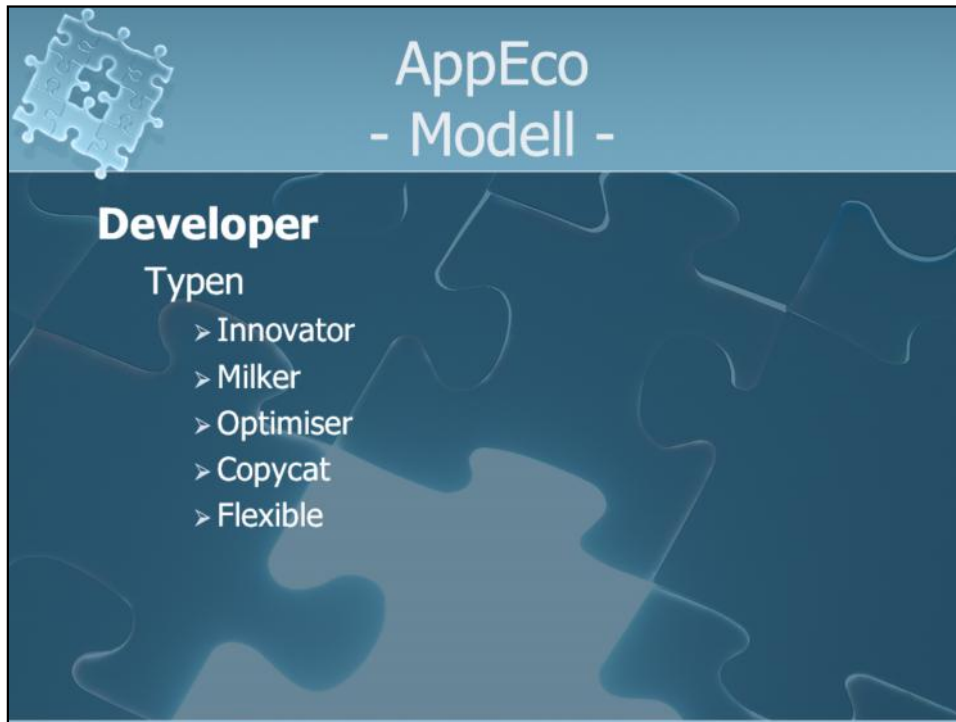 AppEco
- Modell -
Developer
Typen
➢ Innovator
➢ Milker
➢ Optimiser
➢ Copycat
➢ Flexible